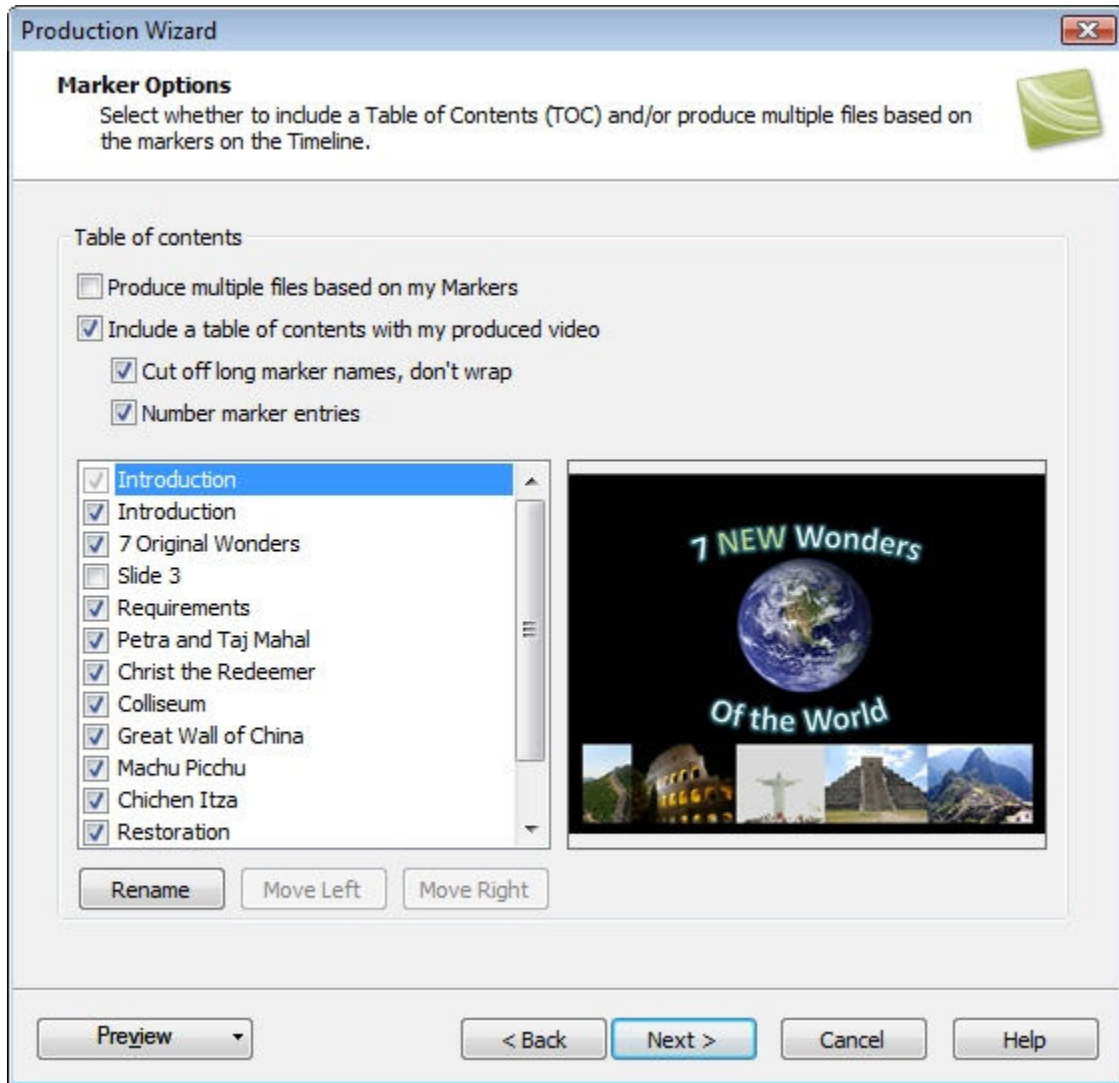 Production Wizard
Marker Options
Select whether to include a Table of Contents (TOC) and/or produce multiple files based on
the markers on the Timeline.
Table of contents
Produce multiple files based on my Markers
Include a table of contents with my produced video
Cut off long marker names, don't wrap
Number marker entries
Introduction
Introduction
7 Original Wonders
Slide 3
Requirements
Petra and Taj Mahal
Christ the Redeemer
Colliseum
Great Wall of China
Machu Picchu
Chichen Itza
Restoration
7 NEW Wonders
Of the World
Rename Move Left Move Right
Preview < Back Next > Cancel Help